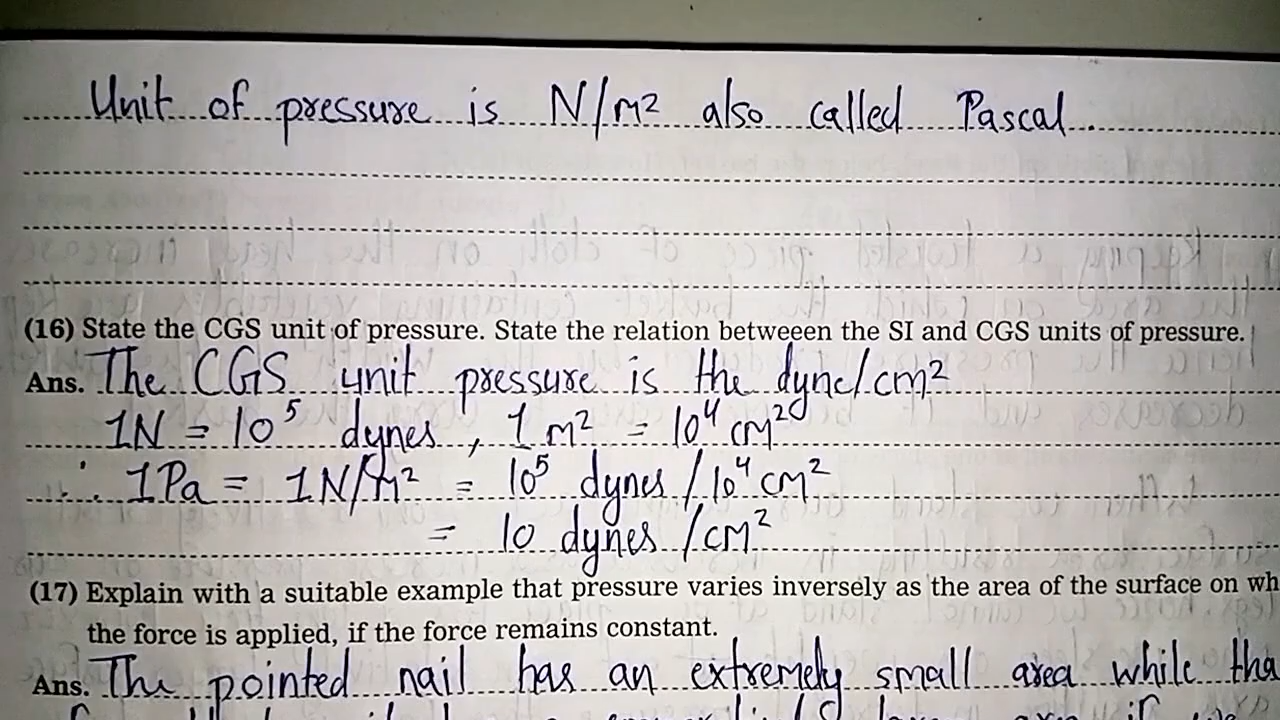 Unit of pressure is N/m2 also called Pascal.
(16) State the CGS unit of pressure. State the relation betweeen the SI and CGS units of pressure.
Ans. The CGS unit pressure is the dyne/cm2
1N = 10⁵ dynes, 1 m² = 10⁴ cm²
∴ 1Pa = 1N/m² = 10⁵ dynes / 10⁴ cm²
= 10 dynes /cm²
(17) Explain with a suitable example that pressure varies inversely as the area of the surface on wh
the force is applied, if the force remains constant.
Ans. The pointed nail has an extremely small area while tha